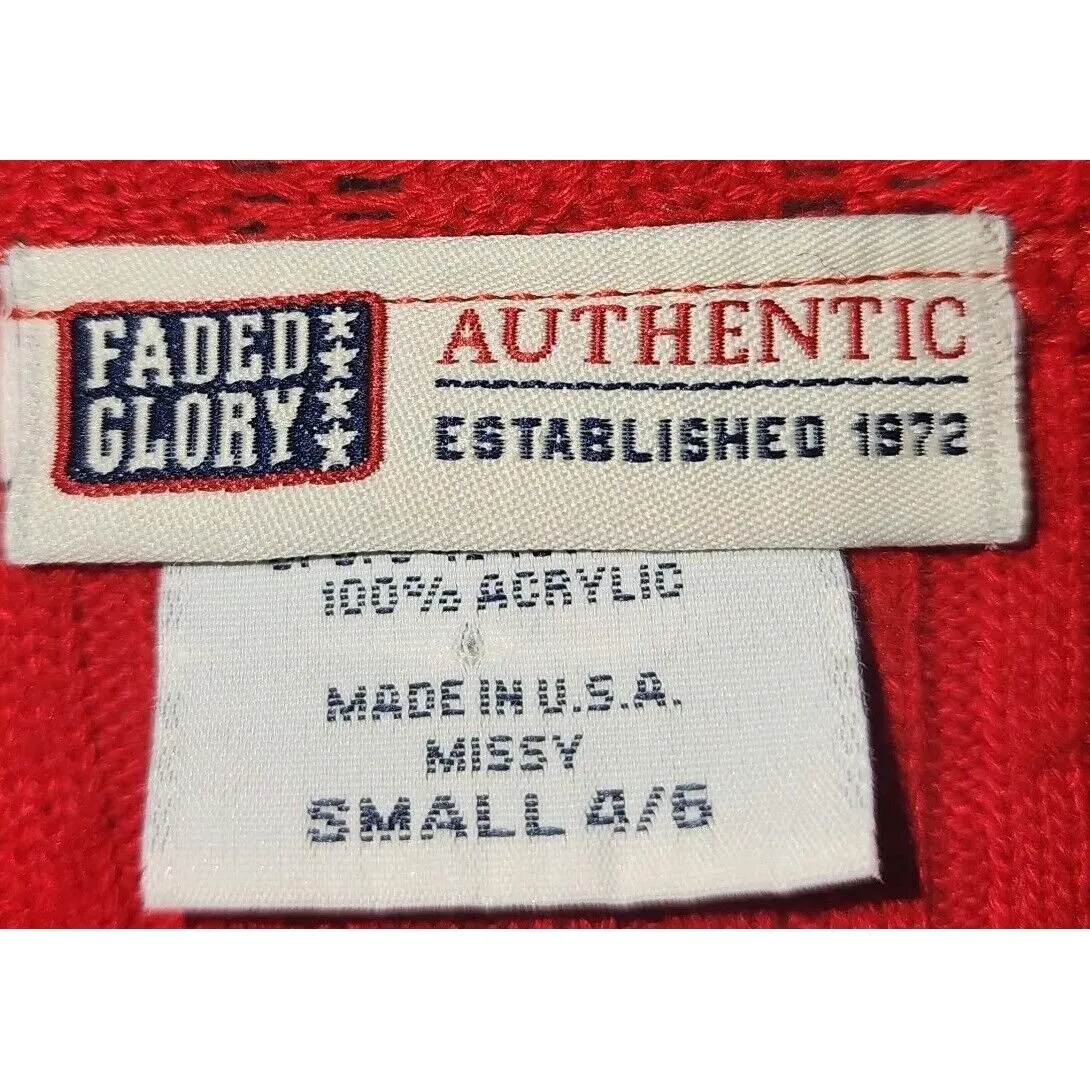 FADED
GLORY
AUTHENTIC
ESTABLISHED 1972
100% ACRYLIC
MADE IN U.S.A.
MISSY
SMALL 4/6